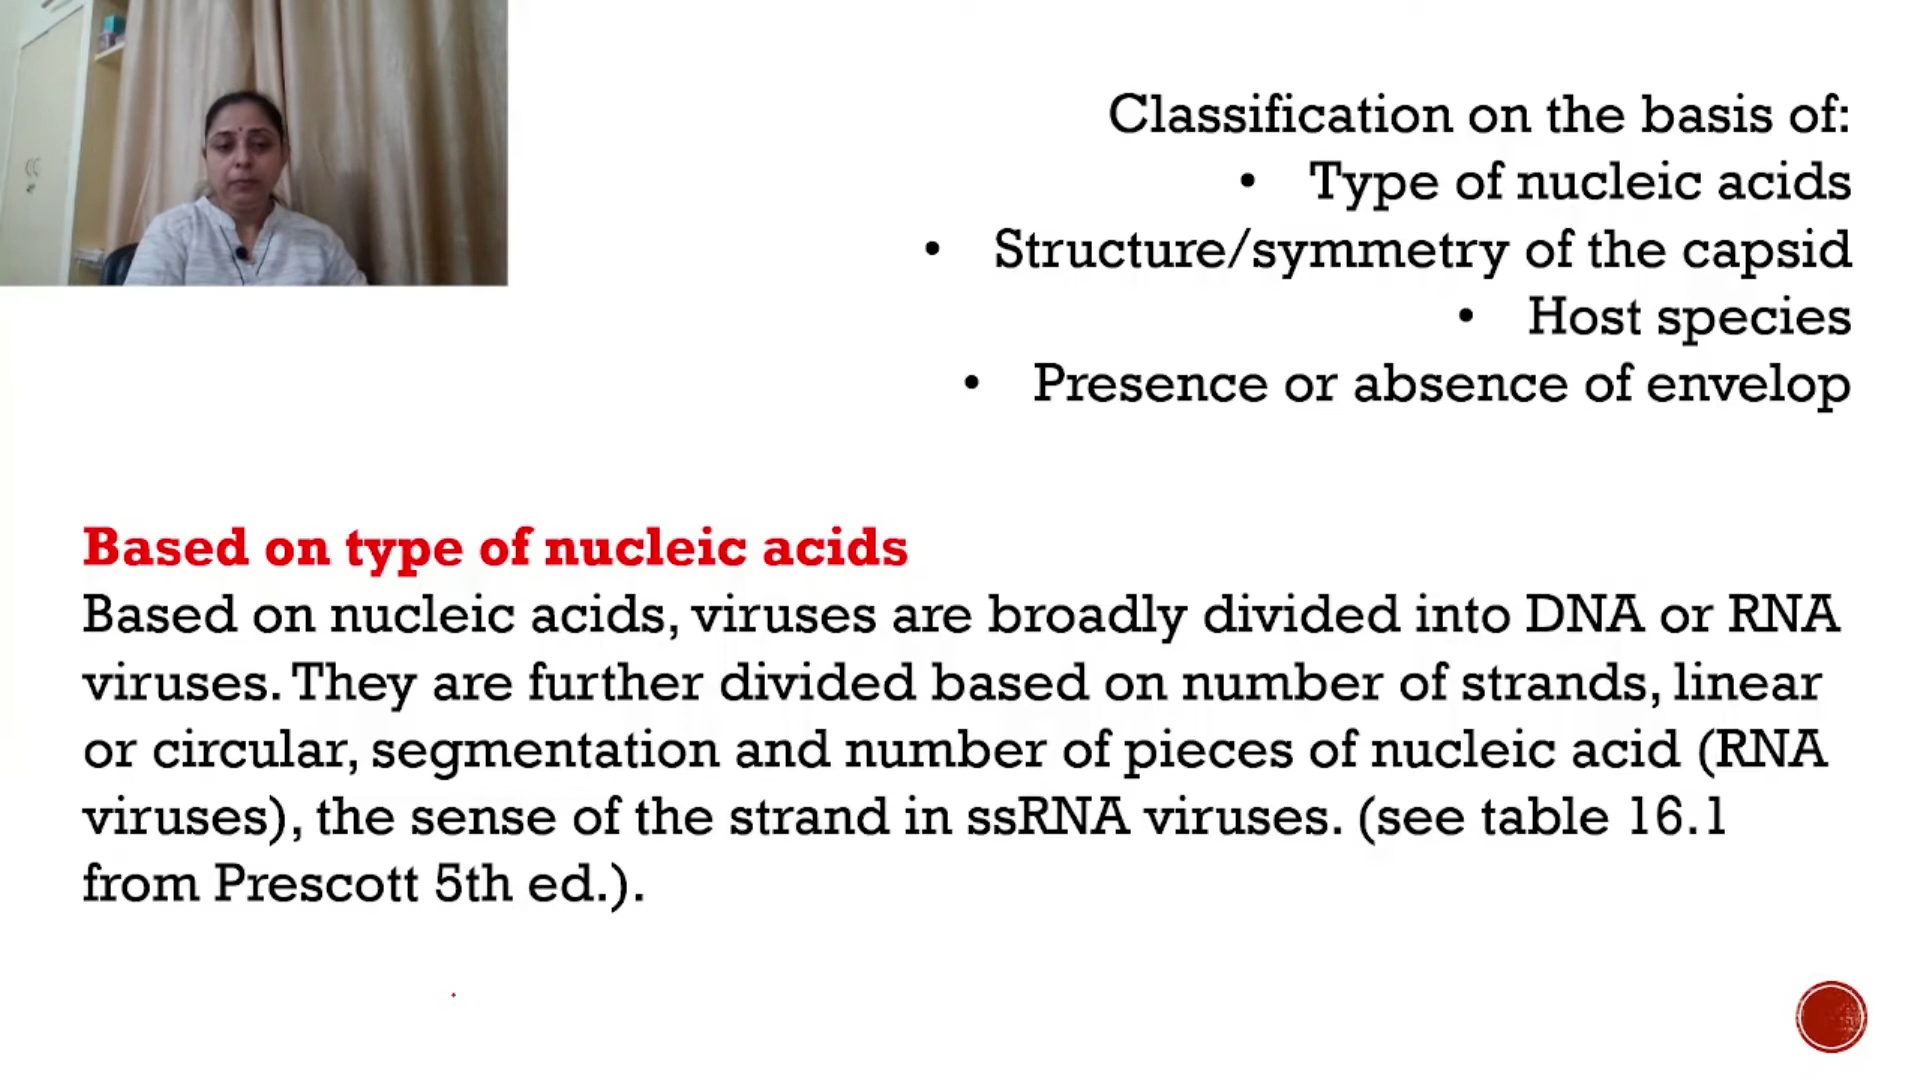 Classification on the basis of:
• Type of nucleic acids
• Structure/symmetry of the capsid
• Host species
• Presence or absence of envelop
Based on type of nucleic acids
Based on nucleic acids, viruses are broadly divided into DNA or RNA
viruses. They are further divided based on number of strands, linear
or circular, segmentation and number of pieces of nucleic acid (RNA
viruses), the sense of the strand in ssRNA viruses. (see table 16.1
from Prescott 5th ed.).